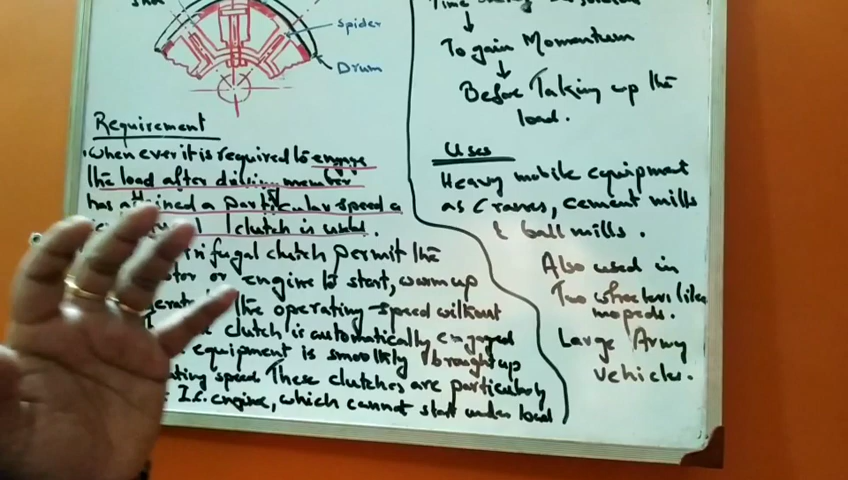 spider
Drum
Requirement
. when ever it is required to engage
the load after driving member
has attained a particular speed a
clutch is used.
fugal clutch permit the
or engine to start, warm up
the operating speed without
clutch is automatically engaged
equipment is smoothly brought up
speed. These clutches are particularly
I.C. engine, which cannot start under load
To gain Momentum
↓
Before Taking up the
load.
Uses
Heavy mobile equipment
as cranes, cement mills
& ball mills.
Also used in
Two wheelers like
mopeds.
Large Army
vehicles.